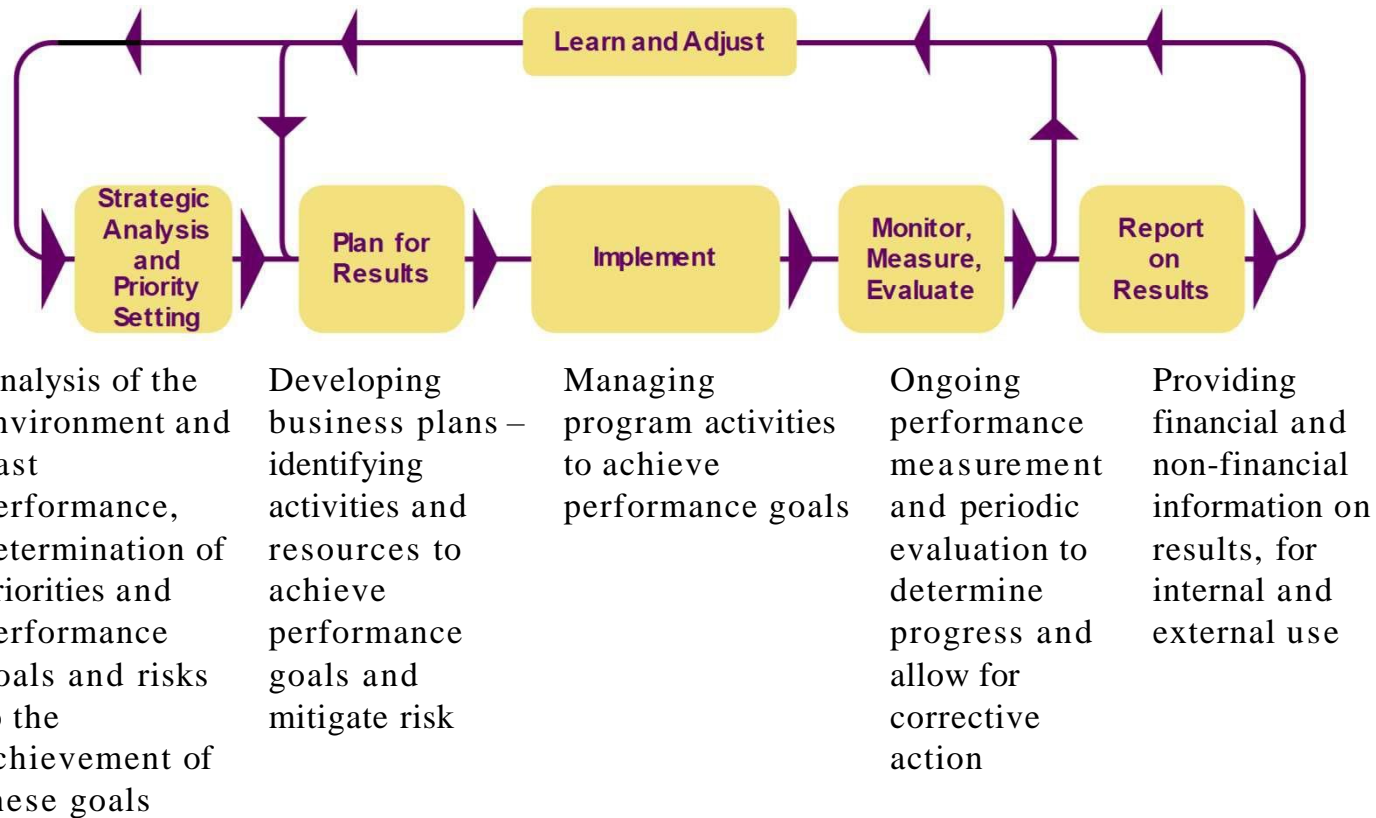 Learn and Adjust
Strategic
Analysis
and
Priority
Setting
Plan for
Results
Implement
Monitor,
Measure,
Evaluate
Report
on
Results
nalysis of the
nvironment and
ast
erformance,
etermination of
riorities and
erformance
oals and risks
o the
chievement of
hese goals
Developing
business plans –
identifying
activities and
resources to
achieve
performance
goals and
mitigate risk
Managing
program activities
to achieve
performance goals
Ongoing
performance
measurement
and periodic
evaluation to
determine
progress and
allow for
corrective
action
Providing
financial and
non-financial
information on
results, for
internal and
external use